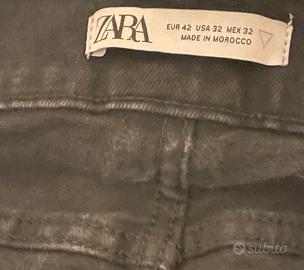 ZARA
EUR 42 USA 32 MEX 32
MADE IN MOROCCO
subito